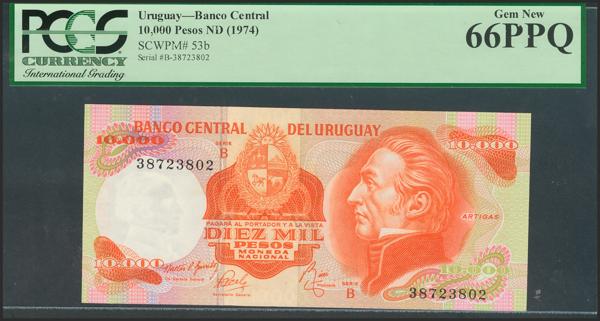 PCGS
CURRENCY
International Grading
Uruguay—Banco Central
10,000 Pesos ND (1974)
SCWPM# 53b
Serial #B-38723802
Gem New
66PPQ
BANCO CENTRAL DEL URUGUAY
10.000
10.000
SERIE
B
38723802
PAGARÁ AL PORTADOR Y A LA VISTA
DIEZ MIL
PESOS
MONEDA
NACIONAL
ARTIGAS
10.000
10.000
SERIE
B
38723802